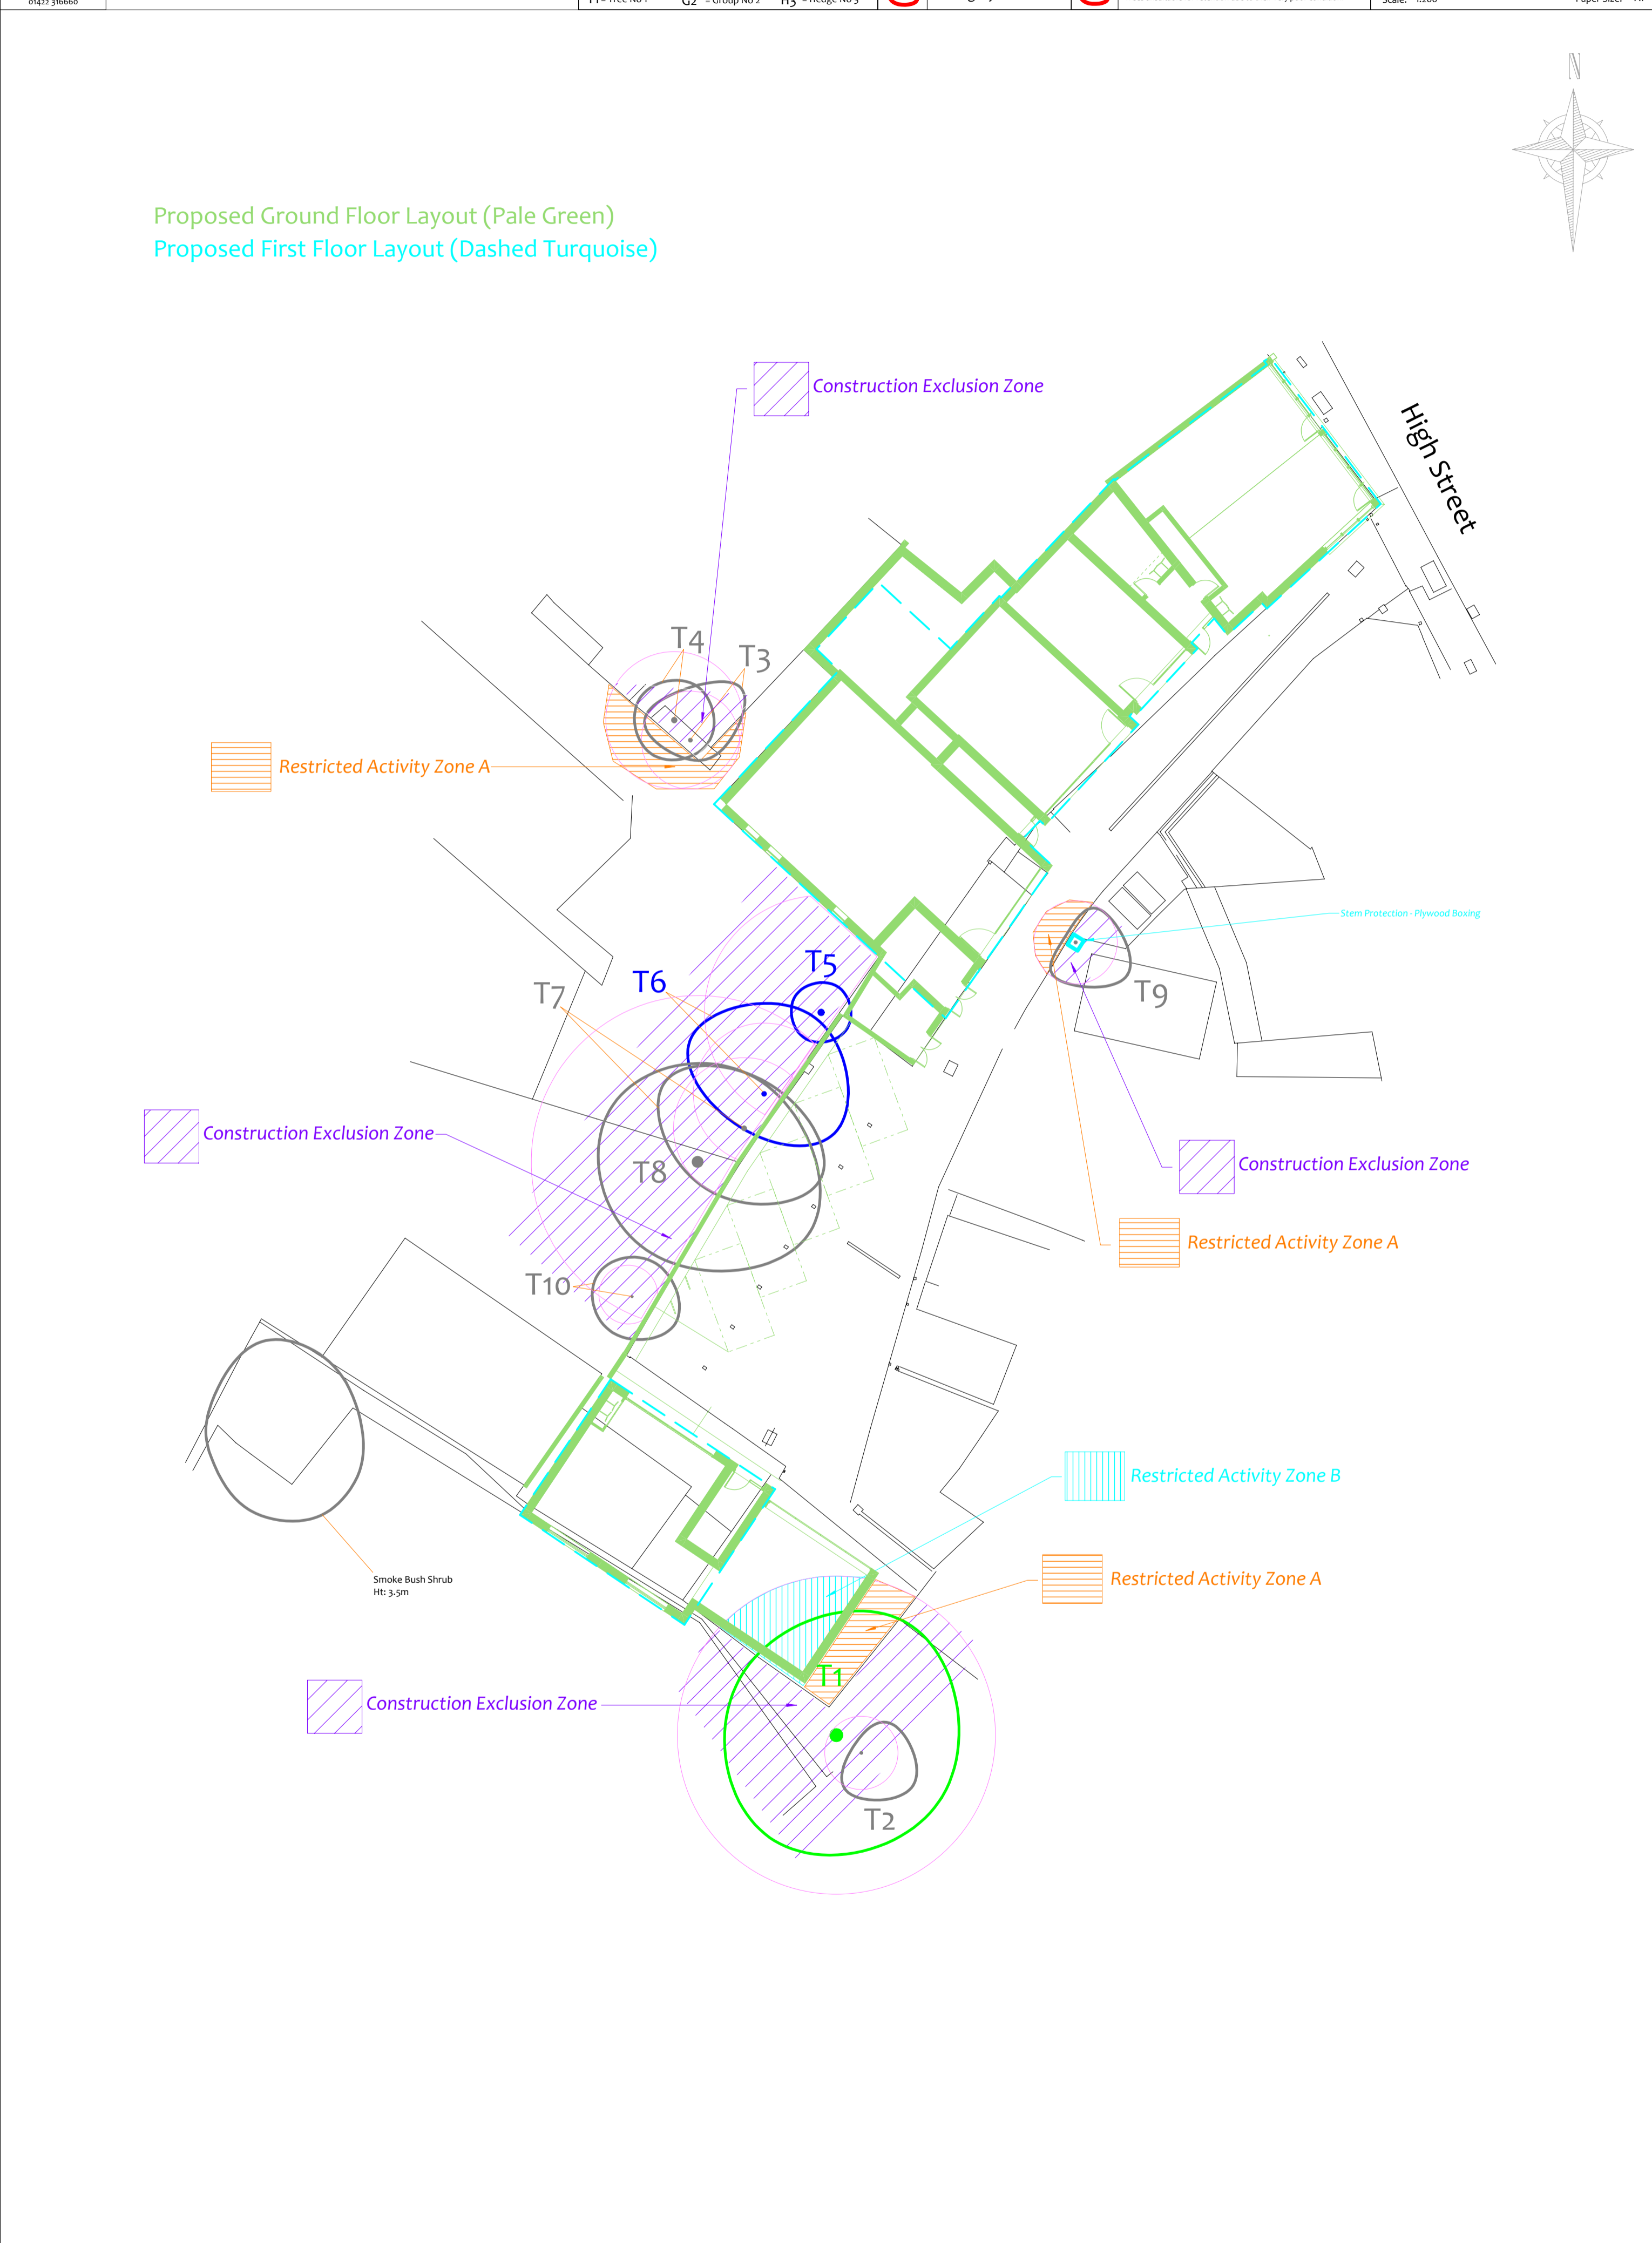 01422 316660
N
Proposed Ground Floor Layout (Pale Green)
Proposed First Floor Layout (Dashed Turquoise)
Construction Exclusion Zone
High Street
T4
T3
Restricted Activity Zone A
Stem Protection - Plywood Boxing
T5
T6
T7
T9
Construction Exclusion Zone
Construction Exclusion Zone
T8
Restricted Activity Zone A
T10
Restricted Activity Zone B
Smoke Bush Shrub
Ht: 3.5m
Restricted Activity Zone A
T1
Construction Exclusion Zone
T2